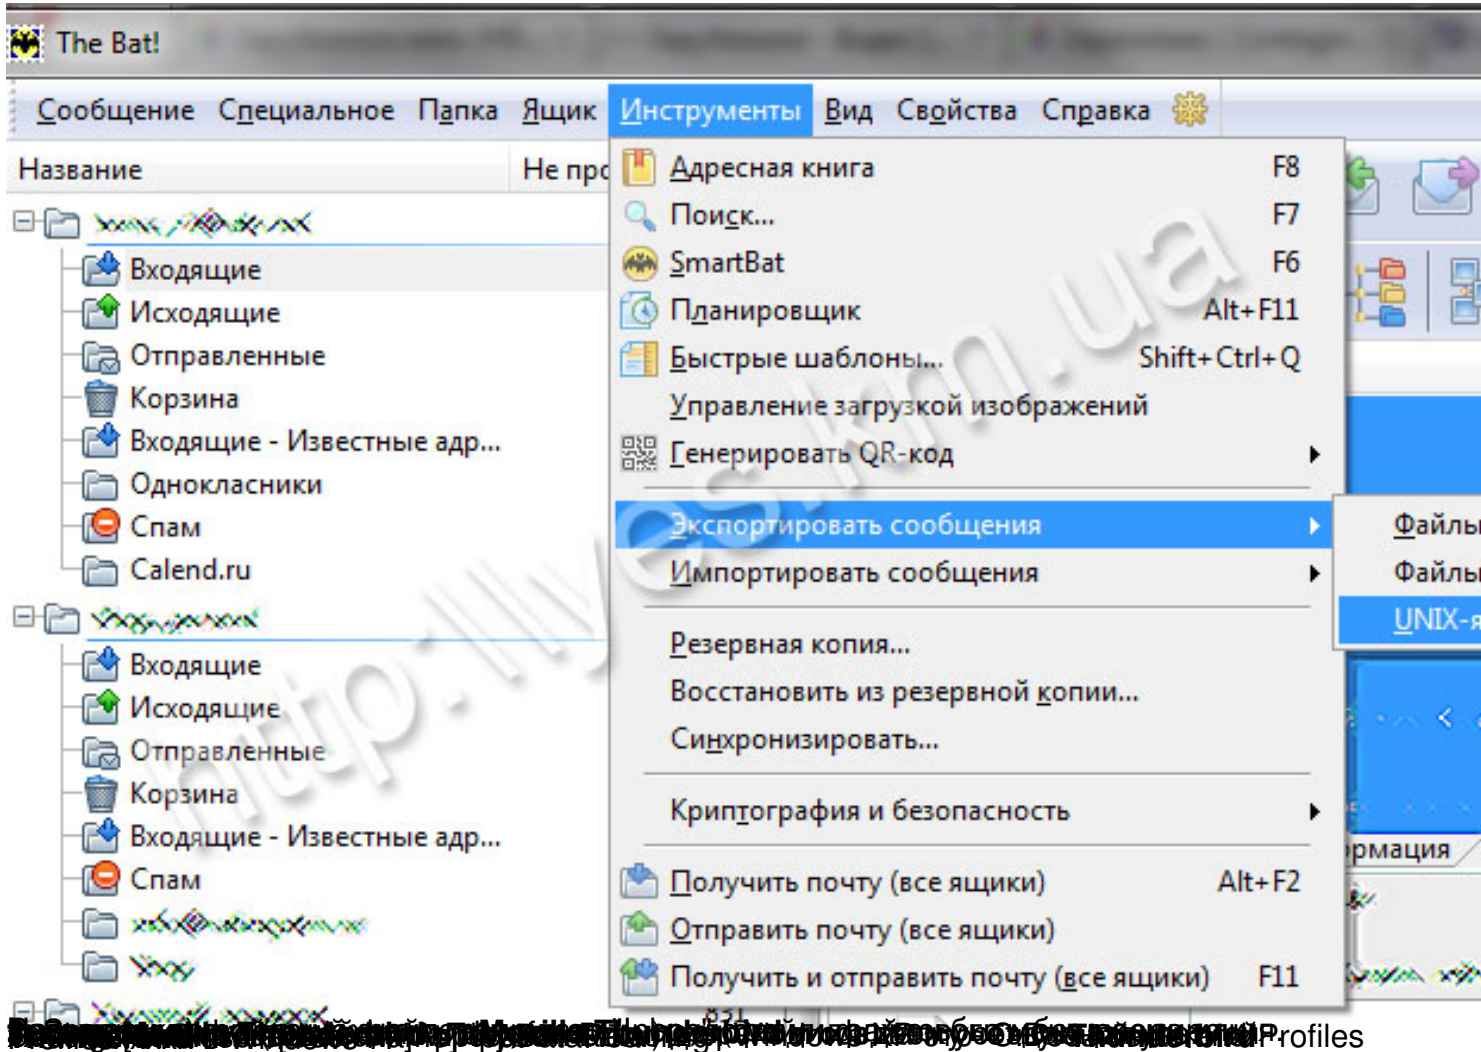 The Bat!
Сообщение Специальное Папка Ящик Инструменты Вид Свойства Справка
Название Не про
Входящие
Исходящие
Отправленные
Корзина
Входящие - Известные адр...
Однокласники
Спам
Calend.ru
Входящие
Исходящие
Отправленные
Корзина
Входящие - Известные адр...
Спам
Адресная книга F8
Поиск... F7
SmartBat F6
Планировщик Alt+F11
Быстрые шаблоны... Shift+Ctrl+Q
Управление загрузкой изображений
Генерировать QR-код
Экспортировать сообщения
Импортировать сообщения
Резервная копия...
Восстановить из резервной копии...
Синхронизировать...
Криптография и безопасность
Получить почту (все ящики) Alt+F2
Отправить почту (все ящики)
Получить и отправить почту (все ящики) F11
Файлы
Файлы
UNIX-я
рмация
831
http:llyes.km.ua
Profiles